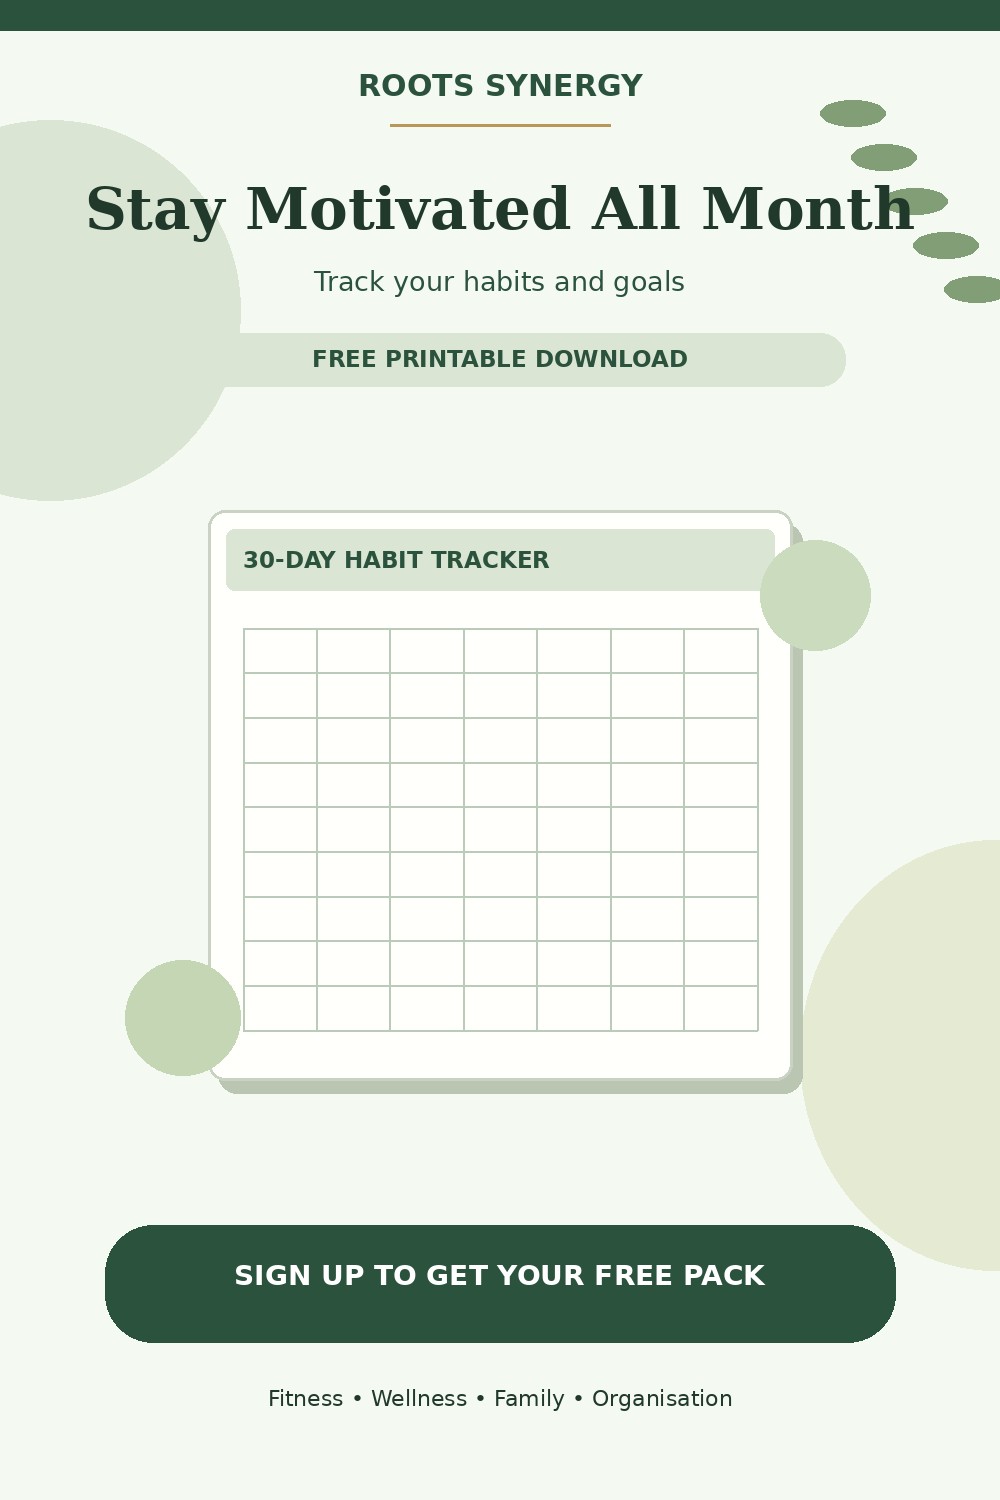 ROOTS SYNERGY
Stay Motivated All Month
Track your habits and goals
FREE PRINTABLE DOWNLOAD
30-DAY HABIT TRACKER
SIGN UP TO GET YOUR FREE PACK
Fitness • Wellness • Family • Organisation